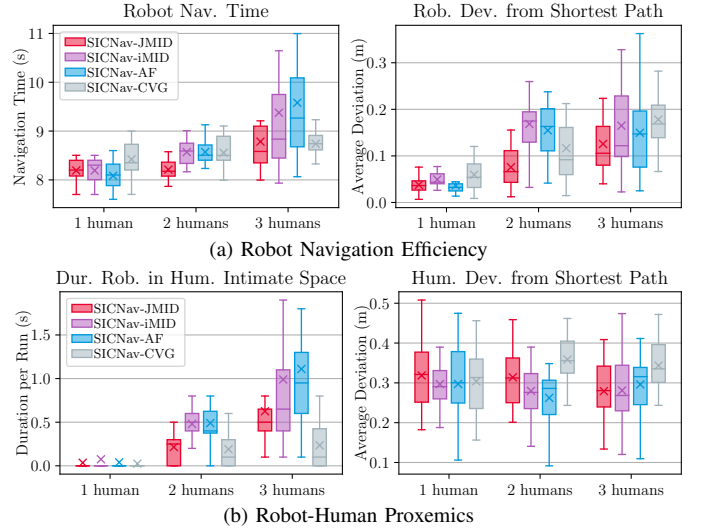 Robot Nav. Time
Navigation Time (s)
11
10
9
8
SICNav-JMID
SICNav-iMID
SICNav-AF
SICNav-CVG
1 human
2 humans
3 humans
Rob. Dev. from Shortest Path
Average Deviation (m)
0.3
0.2
0.1
0.0
1 human
2 humans
3 humans
(a) Robot Navigation Efficiency
Dur. Rob. in Hum. Intimate Space
Duration per Run (s)
1.5
1.0
0.5
0.0
SICNav-JMID
SICNav-iMID
SICNav-AF
SICNav-CVG
1 human
2 humans
3 humans
Hum. Dev. from Shortest Path
Average Deviation (m)
0.5
0.4
0.3
0.2
0.1
1 human
2 humans
3 humans
(b) Robot-Human Proxemics